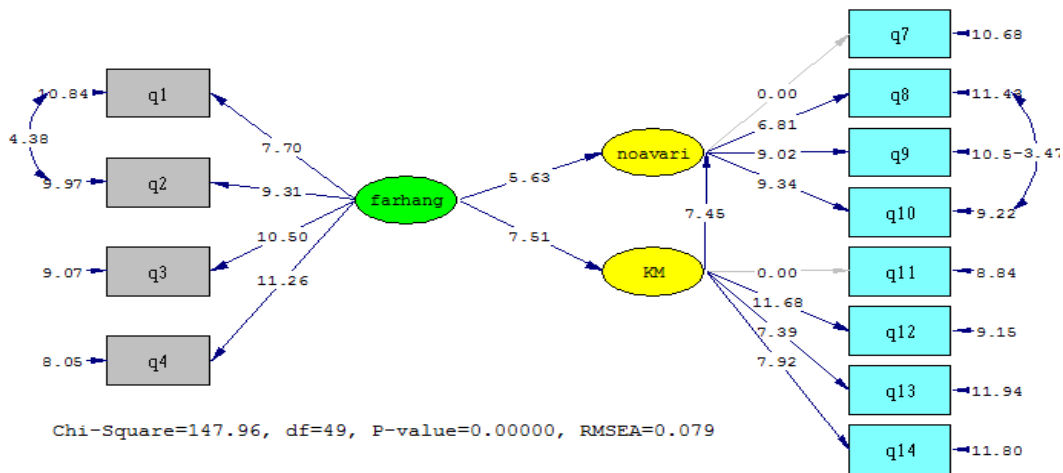 q7
10.68
10.84
q1
0.00
q8
11.43
4.38
7.70
6.81
noavari
9.02
q9
10.5
-3.47
9.97
q2
9.31
farhang
5.63
9.34
q10
9.22
10.50
7.51
7.45
9.07
q3
11.26
KM
0.00
q11
8.84
11.68
q12
9.15
7.39
8.05
q4
7.92
q13
11.94
Chi-Square=147.96, df=49, P-value=0.00000, RMSEA=0.079
q14
11.80